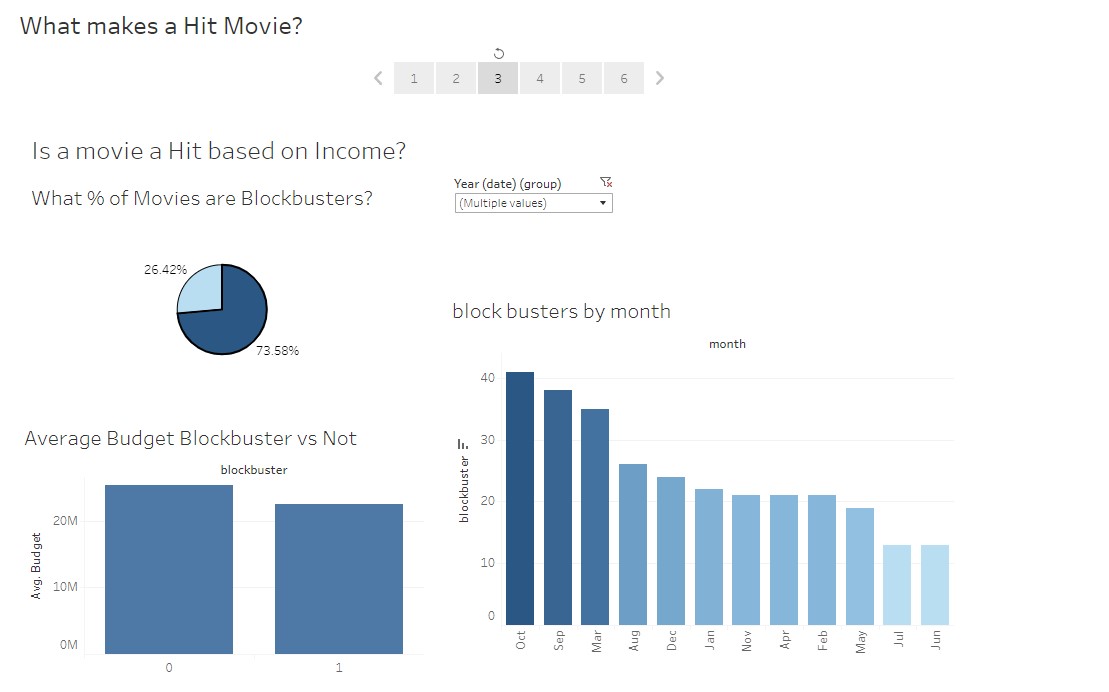 What makes a Hit Movie?
1 2 3 4 5 6
Is a movie a Hit based on Income?
What % of Movies are Blockbusters?
Year (date) (group)
(Multiple values)
26.42%
73.58%
block busters by month
month
40
30
20
10
0
blockbuster
Oct Sep Mar Aug Dec Jan Nov Apr Feb May Jul Jun
Average Budget Blockbuster vs Not
blockbuster
20M
10M
0M
Avg. Budget
0 1